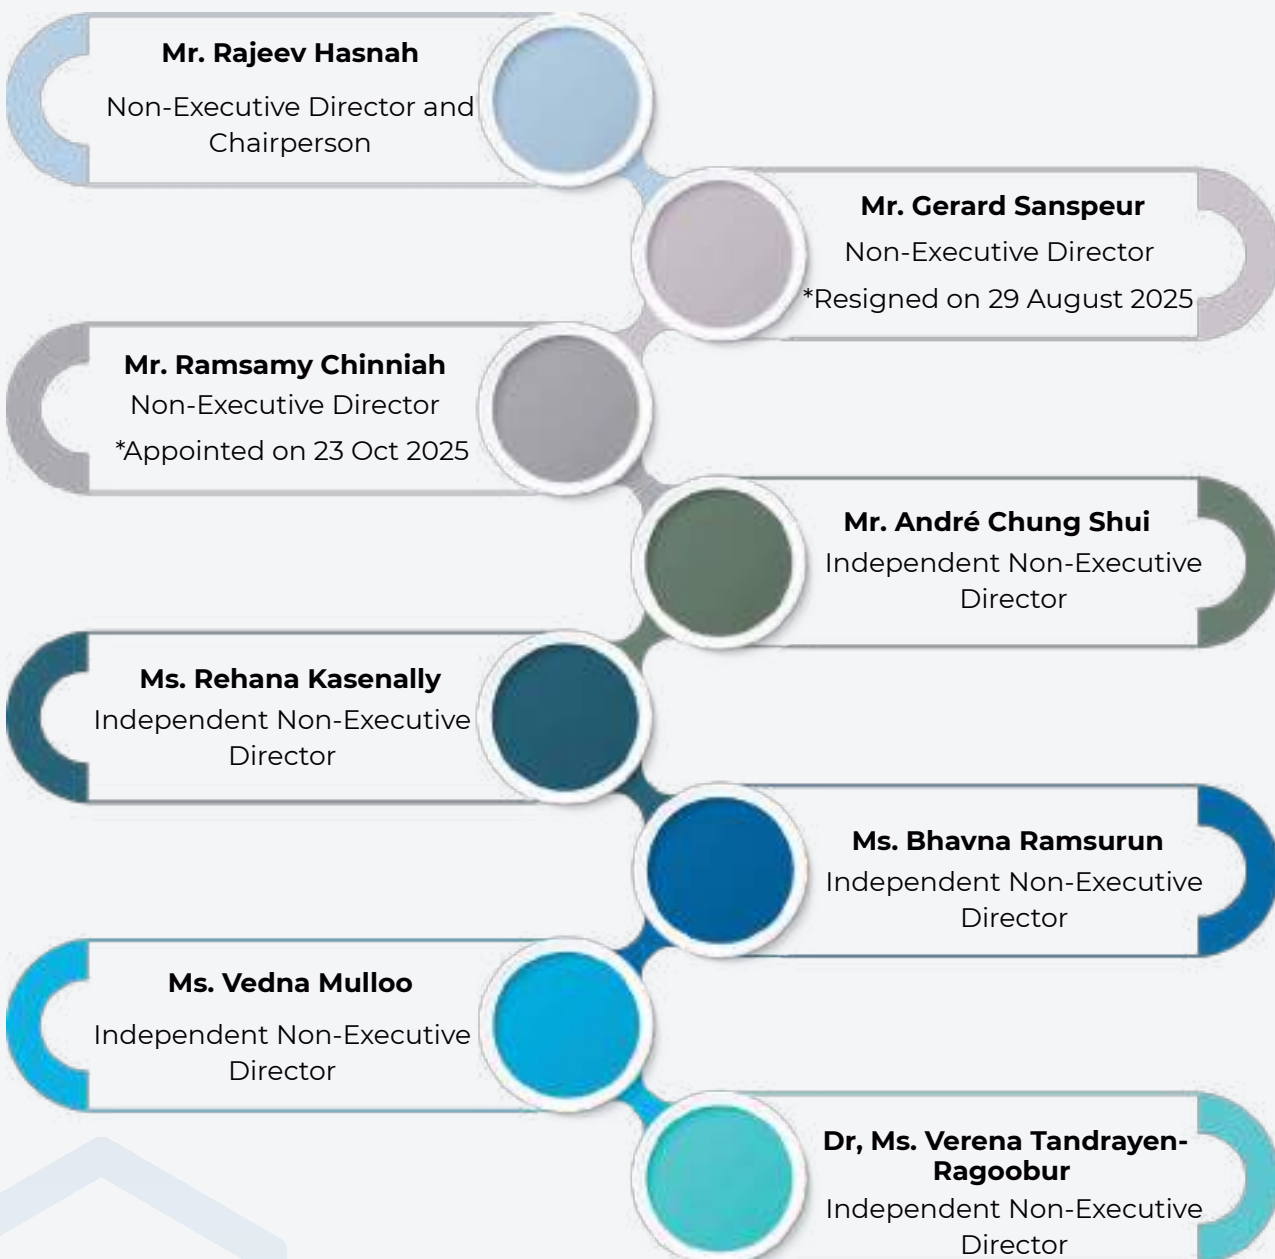 Mr. Rajeev Hasnah
Non-Executive Director and
Chairperson
Mr. Gerard Sanspeur
Non-Executive Director
*Resigned on 29 August 2025
Mr. Ramsamy Chinniah
Non-Executive Director
*Appointed on 23 Oct 2025
Mr. André Chung Shui
Independent Non-Executive
Director
Ms. Rehana Kasenally
Independent Non-Executive
Director
Ms. Bhavna Ramsurun
Independent Non-Executive
Director
Ms. Vedna Mulloo
Independent Non-Executive
Director
Dr, Ms. Verena Tandrayen-
Ragoobur
Independent Non-Executive
Director